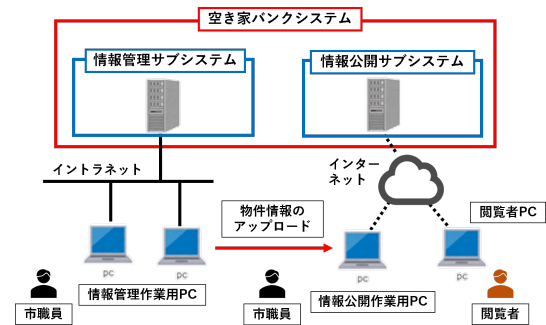 空き家バンクシステム
情報管理サブシステム
情報公開サブシステム
イントラネット
インター
ネット
物件情報の
アップロード
閲覧者PC
pc
pc
pc
pc
情報管理作業用PC
情報公開作業用PC
市職員
市職員
閲覧者